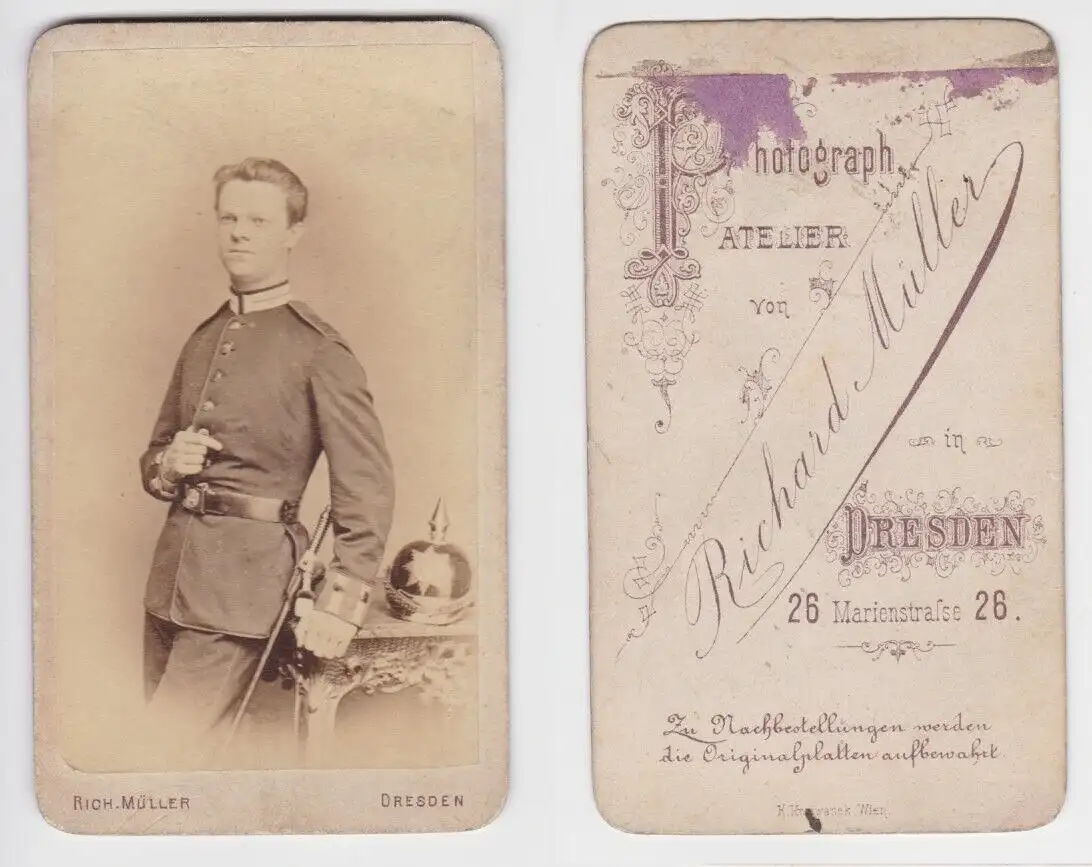 RICH. MÜLLER DRESDEN
Photograph.
ATELIER
von
Richard Müller
in
DRESDEN
26 Marienstraſse 26.
Zu Nachbestellungen werden
die Originalplatten aufbewahrt
Wien